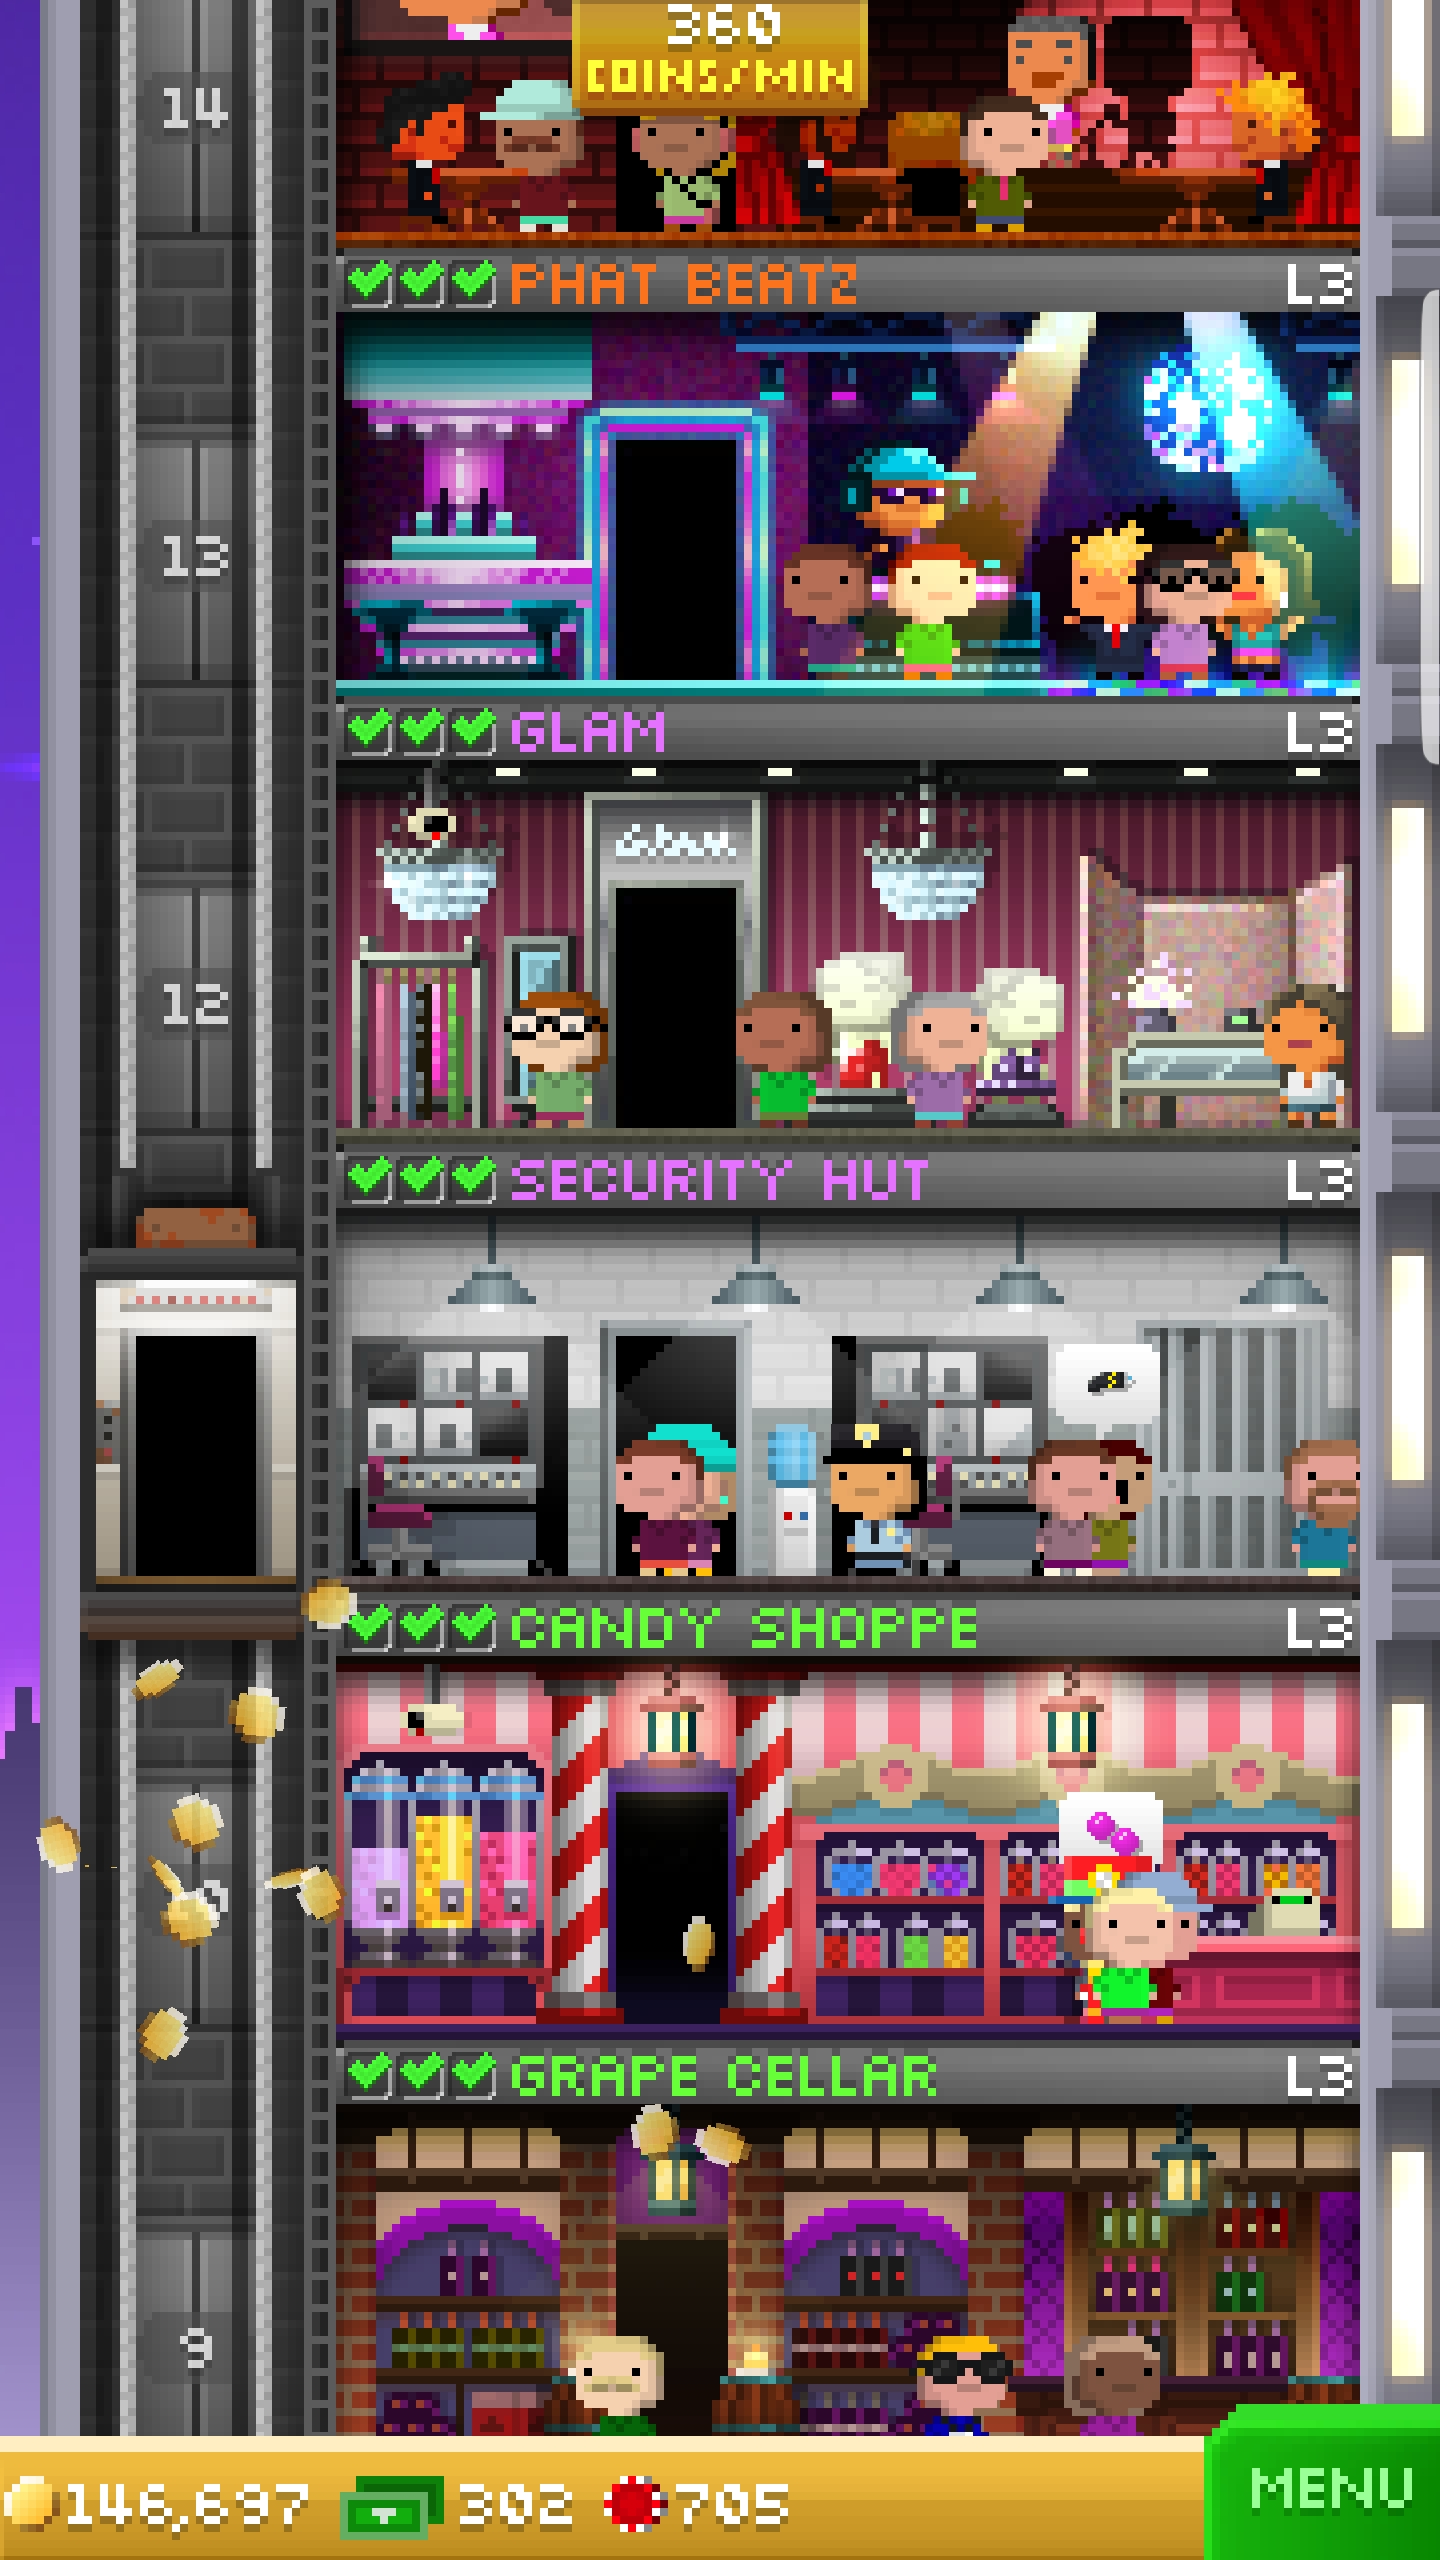 360
COINS/MIN
14
PHAT BEATZ L3
13
GLAM L3
Glam
12
SECURITY HUT L3
CANDY SHOPPE L3
GRAPE CELLAR L3
9
146,697 302 705 MENU